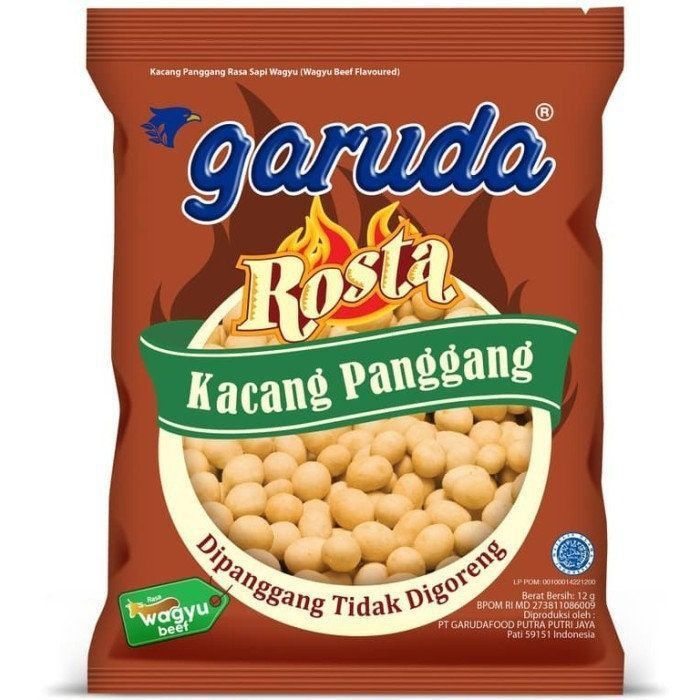 Kacang Panggang Rasa Sapi Wagyu (Wagyu Beef Flavoured)
garuda®
Rosta
Kacang Panggang
Dipanggang Tidak Digoreng
Rasa
wagyu
beef
LP POM: 00100014221200
Berat Bersih: 12 g
BPOM RI MD 273811086009
Diproduksi oleh :
PT GARUDAFOOD PUTRA PUTRI JAYA
Pati 59151 Indonesia